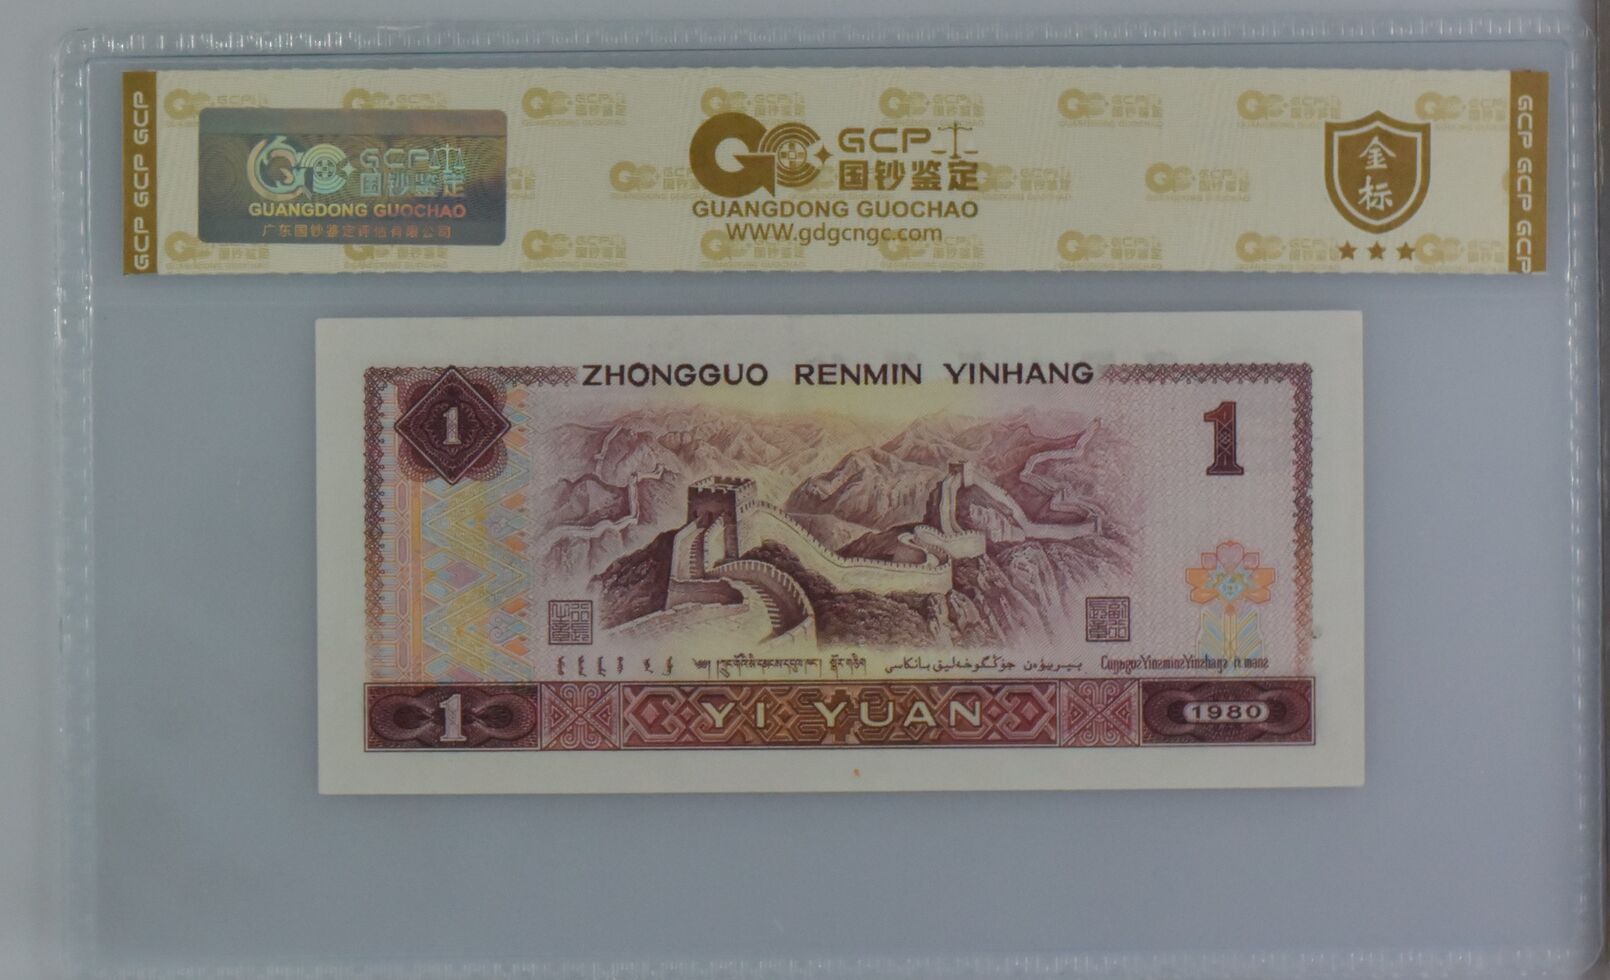 GCP GCP GCP
GCP
国钞鉴定
GUANGDONG GUOCHAO
广东国钞鉴定评估有限公司
GCP
国钞鉴定
GUANGDONG GUOCHAO
WWW.gdgcngc.com
金
标
GCP GCP GCP
ZHONGGUO RENMIN YINHANG
1
1
YI YUAN
1
1980